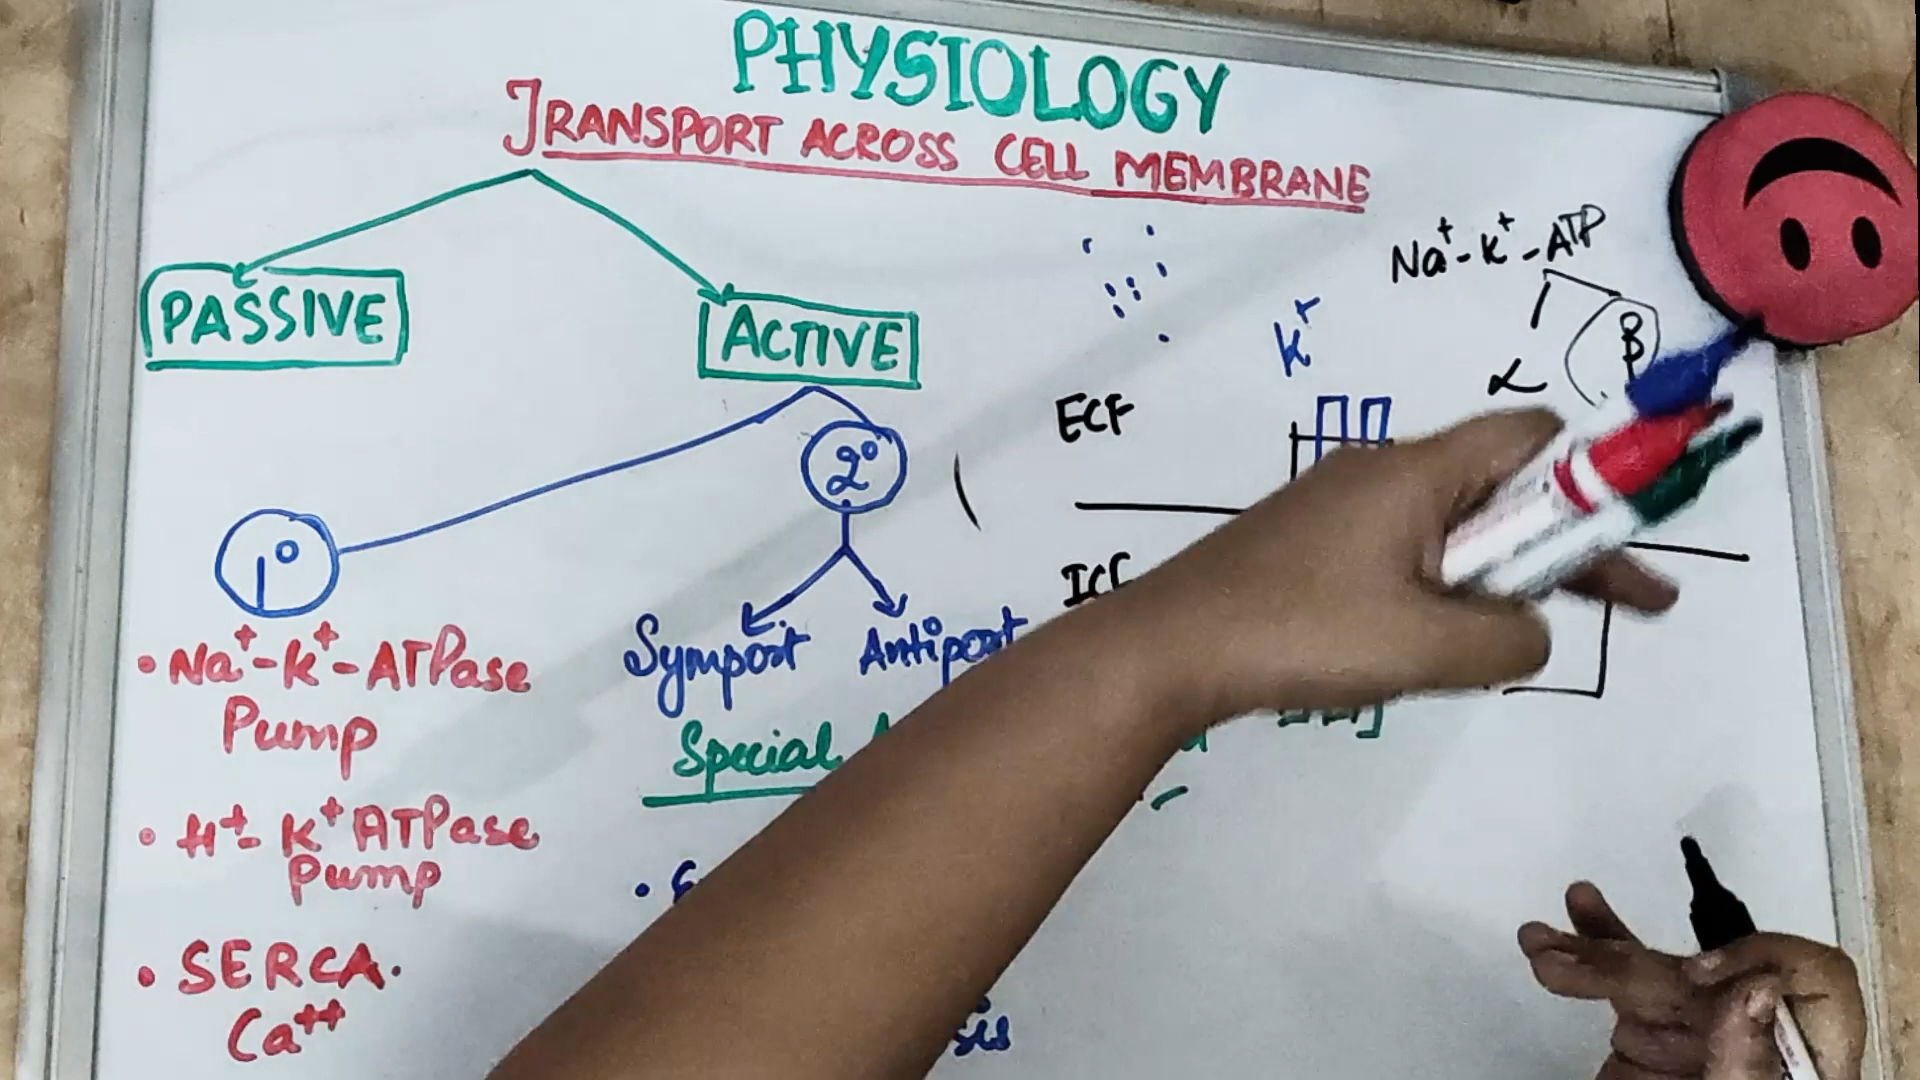 PHYSIOLOGY
TRANSPORT ACROSS CELL MEMBRANE
PASSIVE
ACTIVE
1°
2°
• Na⁺-K⁺-ATPase
Pump
• H⁺-K⁺ATPase
Pump
• SERCA.
Ca⁺⁺
Symport
Antiport
Special
Na⁺-K⁺-ATP
α
β
K⁺
ECF
ICF